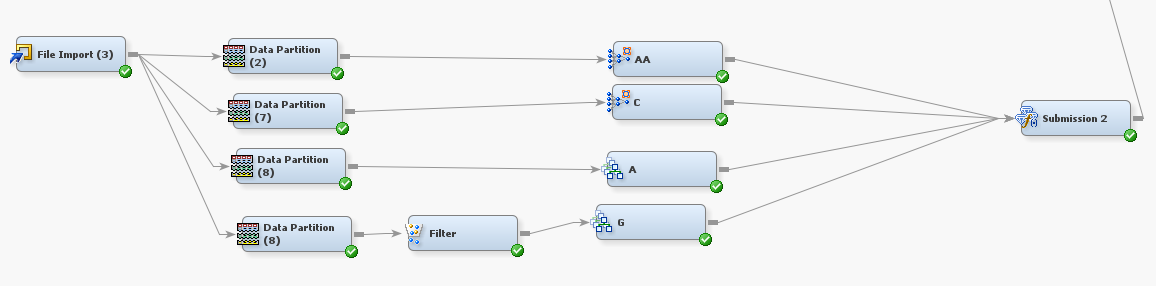 File Import (3)
Data Partition
(2)
AA
Data Partition
(7)
C
Submission 2
Data Partition
(8)
A
Data Partition
(8)
Filter
G